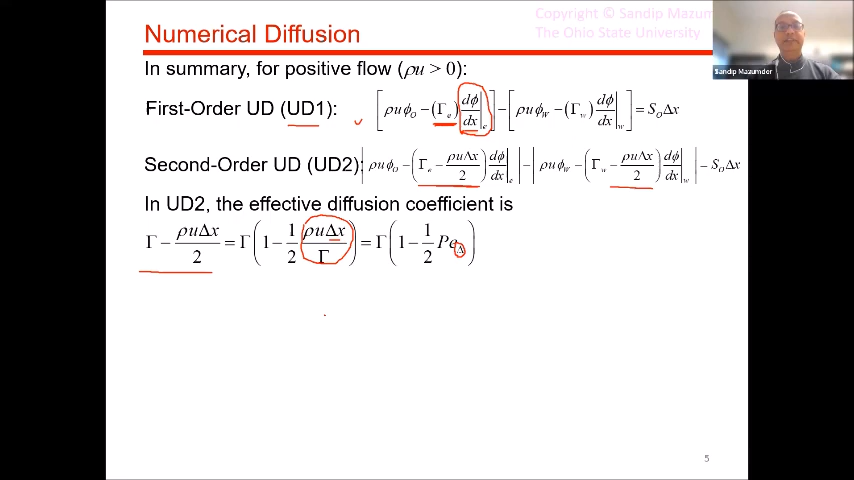 Copyright © Sandip Mazum
The Ohio State University
Numerical Diffusion
Sandip Mazumder
In summary, for positive flow (ρu > 0):
First-Order UD (UD1): [ρuϕ_O − (Γ_e) dϕ/dx|_e] − [ρuϕ_W − (Γ_w) dϕ/dx|_w] = S_O Δx
Second-Order UD (UD2): |ρuϕ_O − (Γ_e − ρuΔx/2) dϕ/dx|_e| − |ρuϕ_W − (Γ_w − ρuΔx/2) dϕ/dx|_w| − S_O Δx
In UD2, the effective diffusion coefficient is
Γ − ρuΔx/2 = Γ(1 − 1/2 ρuΔx/Γ) = Γ(1 − 1/2 Pe_Δ)
5